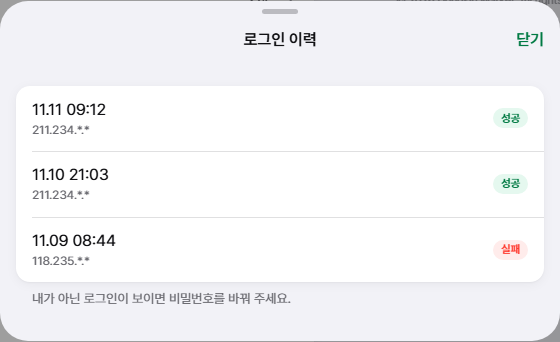 로그인 이력
닫기
11.11 09:12
211.234.*.*
성공
11.10 21:03
211.234.*.*
성공
11.09 08:44
118.235.*.*
실패
내가 아닌 로그인이 보이면 비밀번호를 바꿔 주세요.